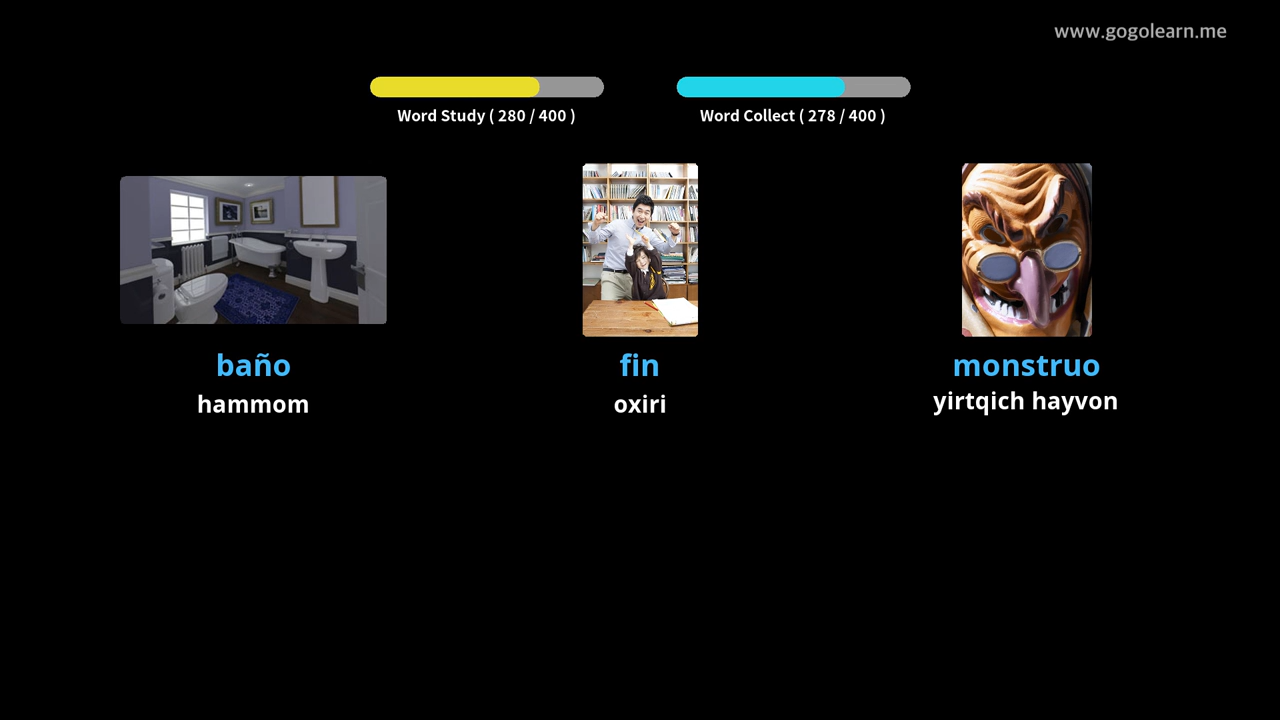 www.gogolearn.me
Word Study ( 280 / 400 )
Word Collect ( 278 / 400 )
baño
fin
monstruo
hammom
oxiri
yirtqich hayvon